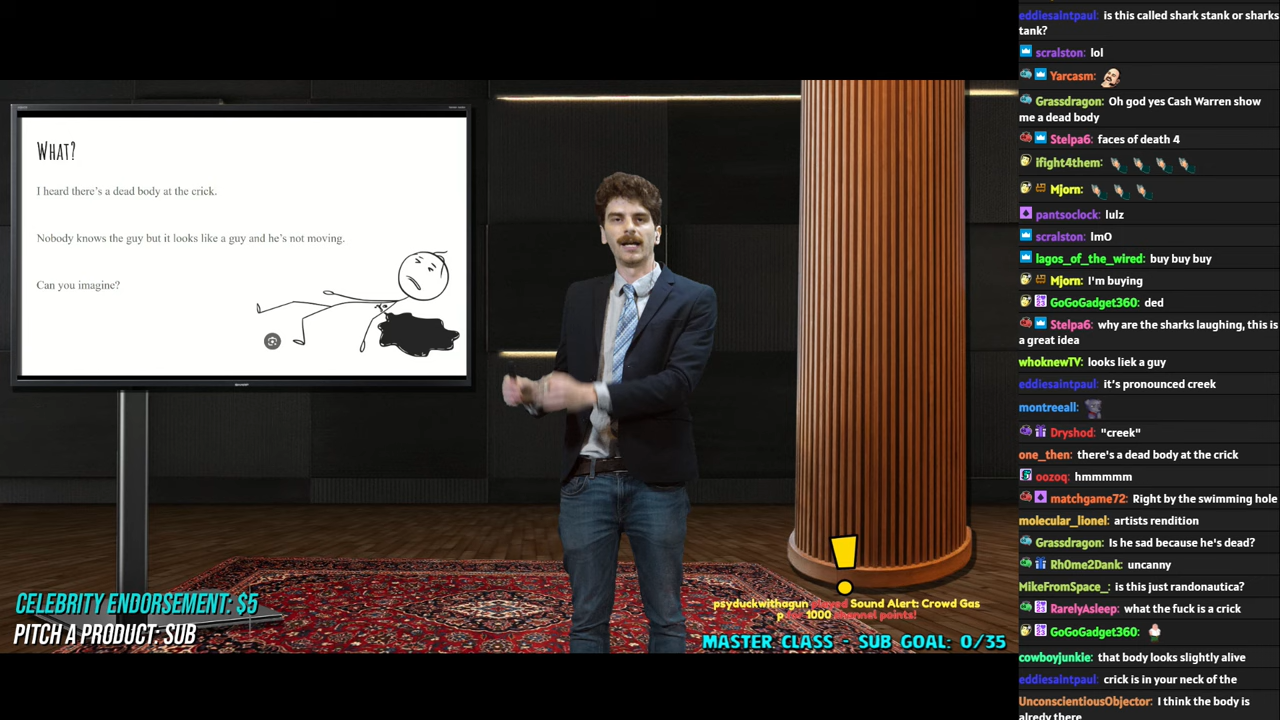 WHAT?
I heard there's a dead body at the crick.
Nobody knows the guy but it looks like a guy and he's not moving.
Can you imagine?
SHARP
CELEBRITY ENDORSEMENT: $5
PITCH A PRODUCT: SUB
psyduckwithagun played Sound Alert: Crowd Gas
1000 channel points!
MASTER CLASS - SUB GOAL: 0/35
eddiesaintpaul: is this called shark stank or sharks
tank?
scralston: lol
Yarcasm:
Grassdragon: Oh god yes Cash Warren show
me a dead body
Stelpa6: faces of death 4
ifight4them:
Mjorn:
pantsoclock: lulz
scralston: lmO
lagos_of_the_wired: buy buy buy
Mjorn: I'm buying
GoGoGadget360: ded
Stelpa6: why are the sharks laughing, this is
a great idea
whoknewTV: looks liek a guy
eddiesaintpaul: it's pronounced creek
montreeall:
Dryshod: "creek"
one_then: there's a dead body at the crick
oozoq: hmmmmm
matchgame72: Right by the swimming hole
molecular_lionel: artists rendition
Grassdragon: Is he sad because he's dead?
Rh0me2Dank: uncanny
MikeFromSpace_: is this just randonautica?
RarelyAsleep: what the fuck is a crick
GoGoGadget360:
cowboyjunkie: that body looks slightly alive
eddiesaintpaul: crick is in your neck of the
UnconscientiousObjector: I think the body is
alredy there